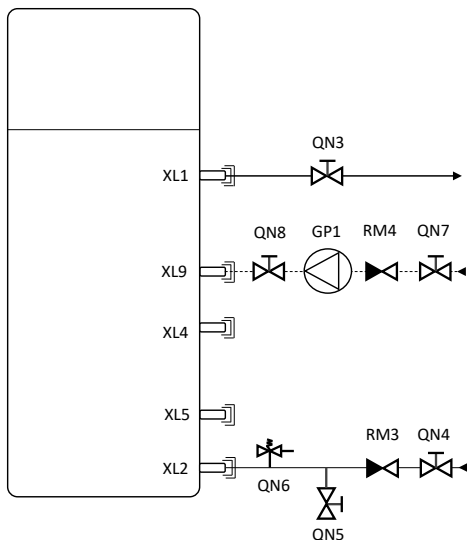 QN3
XL1
QN8 GP1 RM4 QN7
XL9
XL4
XL5
RM3 QN4
XL2
QN6
QN5